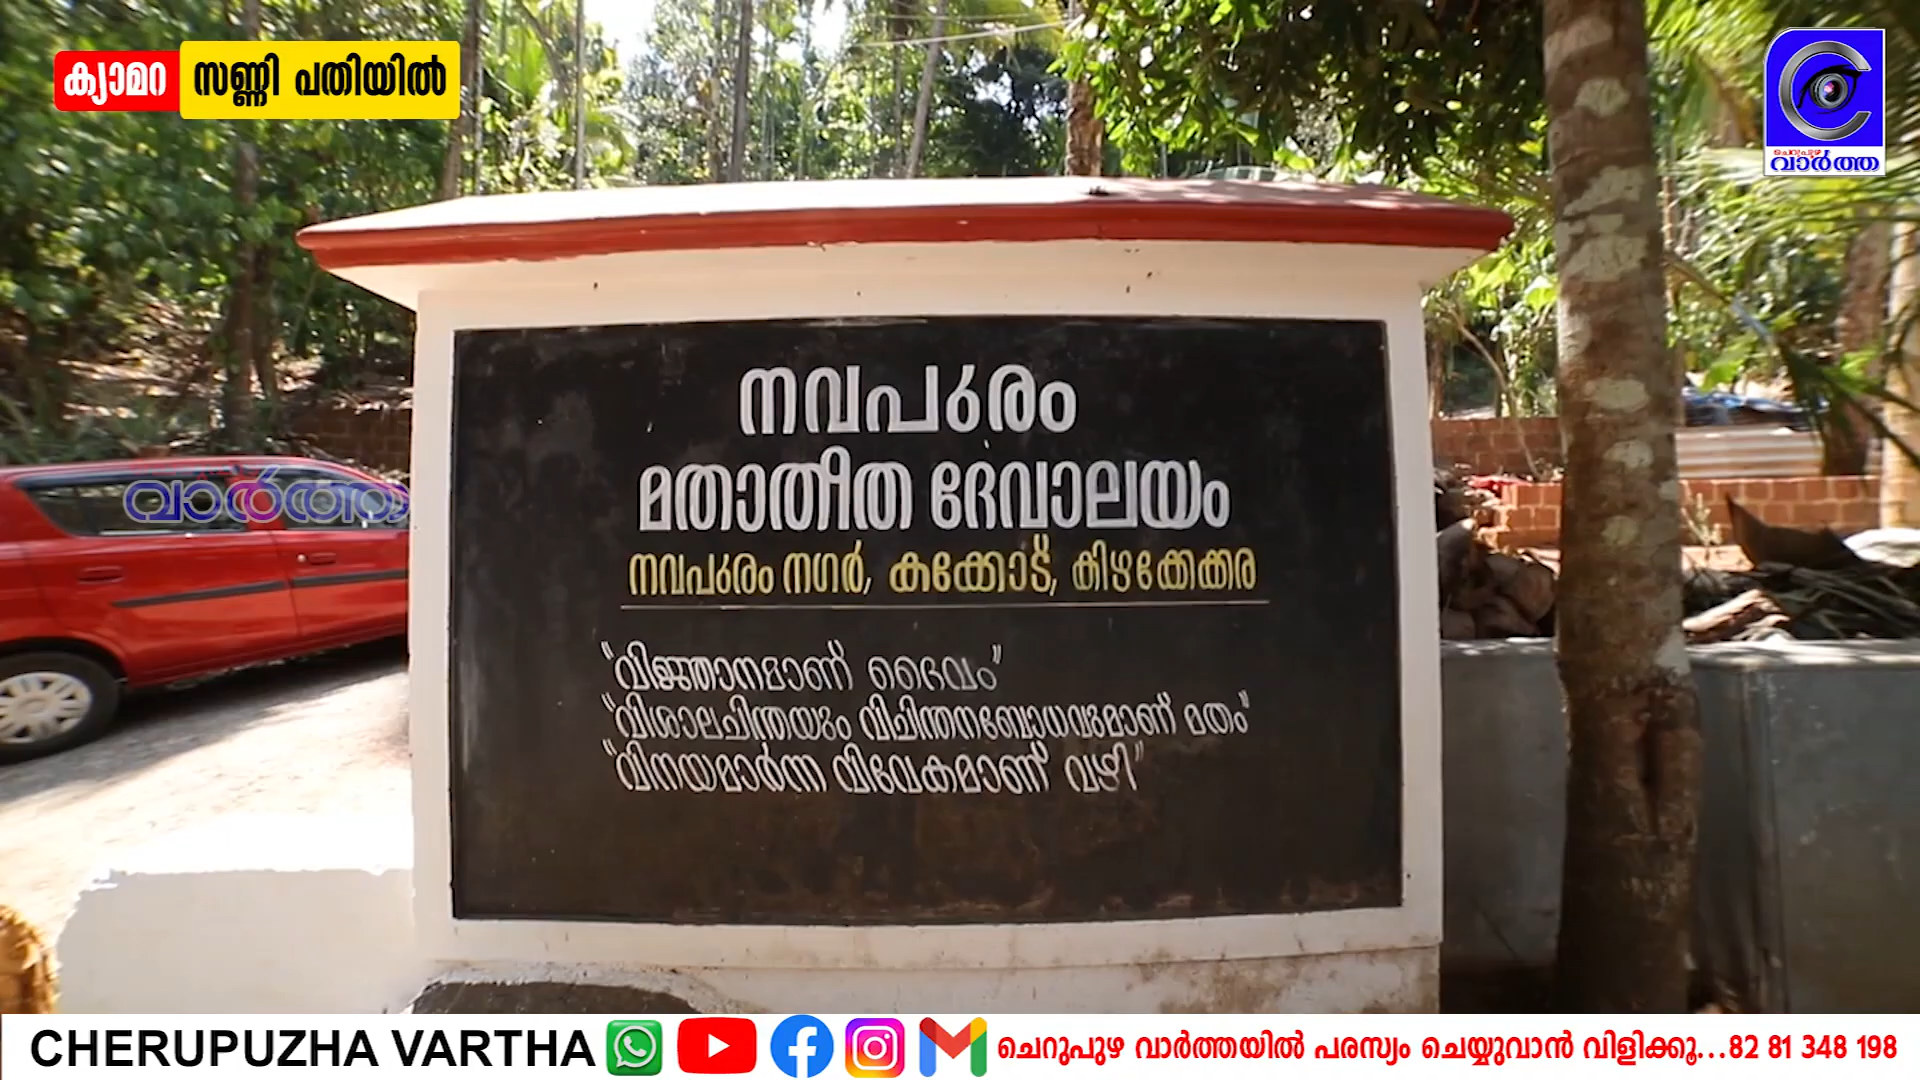 ക്യാമറ സണ്ണി പതിയിൽ
ചെറുപുഴ
വാർത്ത
നവപുരം
മതാതീത ദേവാലയം
നവപുരം നഗർ, കക്കോട്, കിഴക്കേക്കര
"വിജ്ഞാനമാണ് ദൈവം"
"വിശാലചിന്തയും വിചിന്തനബോധവുമാണ് മതം"
"വിനയമാർന്ന വിവേകമാണ് വഴി"
വാർത്ത
CHERUPUZHA VARTHA ചെറുപുഴ വാർത്തയിൽ പരസ്യം ചെയ്യുവാൻ വിളിക്കൂ...82 81 348 198